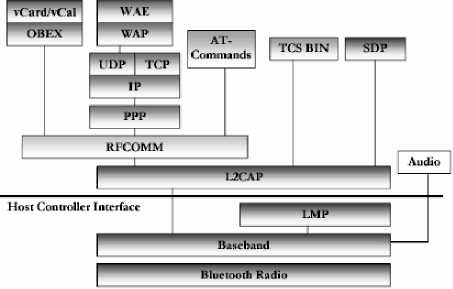 vCard/vCal
WAE
OBEX
WAP
AT-
Commands
TCS BIN
SDP
UDP
TCP
IP
PPP
RFCOMM
Audio
L2CAP
Host Controller Interface
LMP
Baseband
Bluetooth Radio